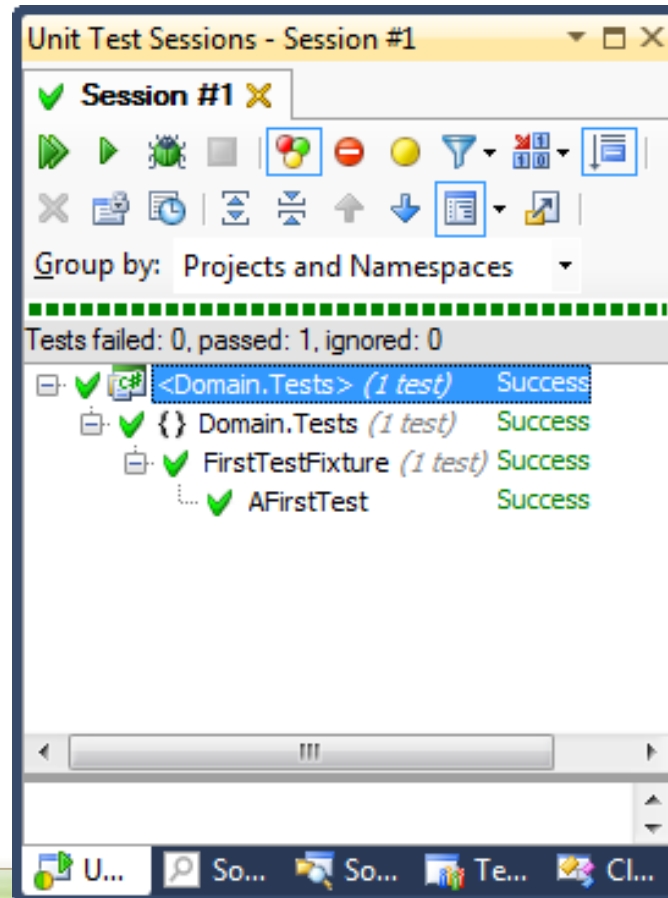 Unit Test Sessions - Session #1
Session #1
Group by: Projects and Namespaces
Tests failed: 0, passed: 1, ignored: 0
<Domain.Tests> (1 test) Success
{} Domain.Tests (1 test) Success
FirstTestFixture (1 test) Success
AFirstTest Success
U... So... So... Te... Cl...